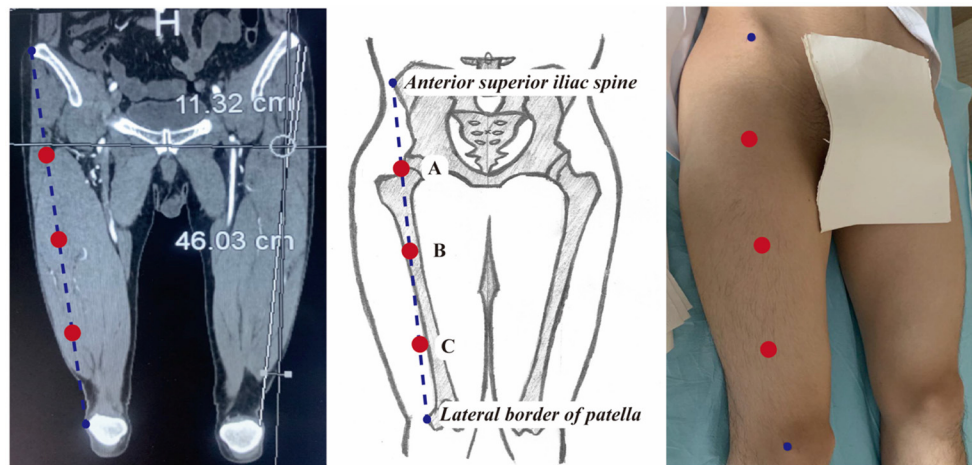 H
11.32 cm
46.03 cm
Anterior superior iliac spine
A
B
C
Lateral border of patella